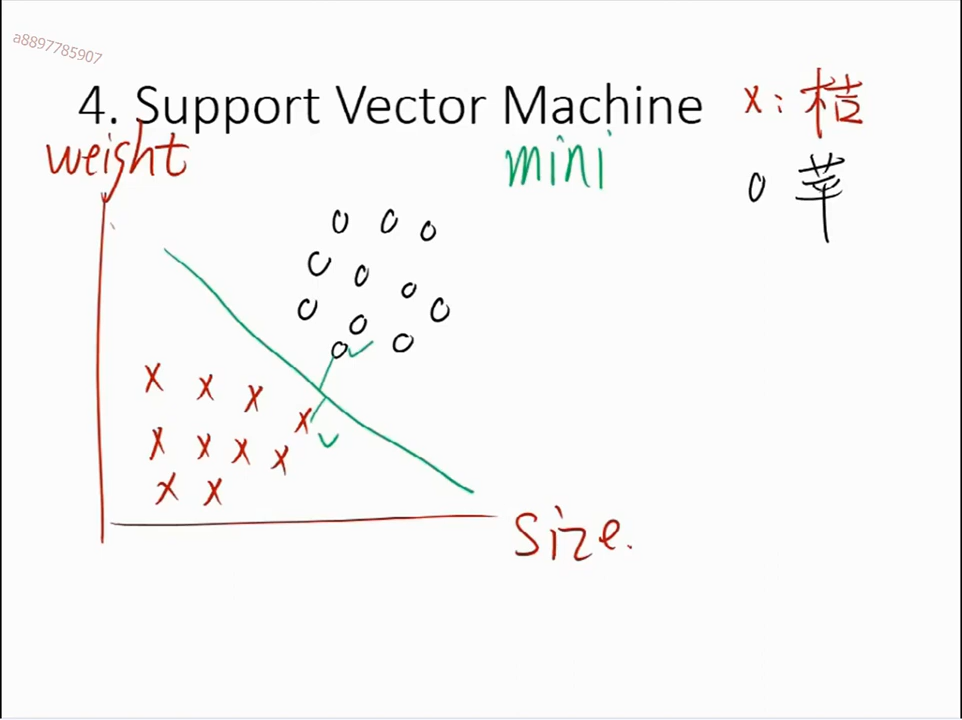 a8897785907
4. Support Vector Machine
x: 桔
weight
mini
o 苹
size.